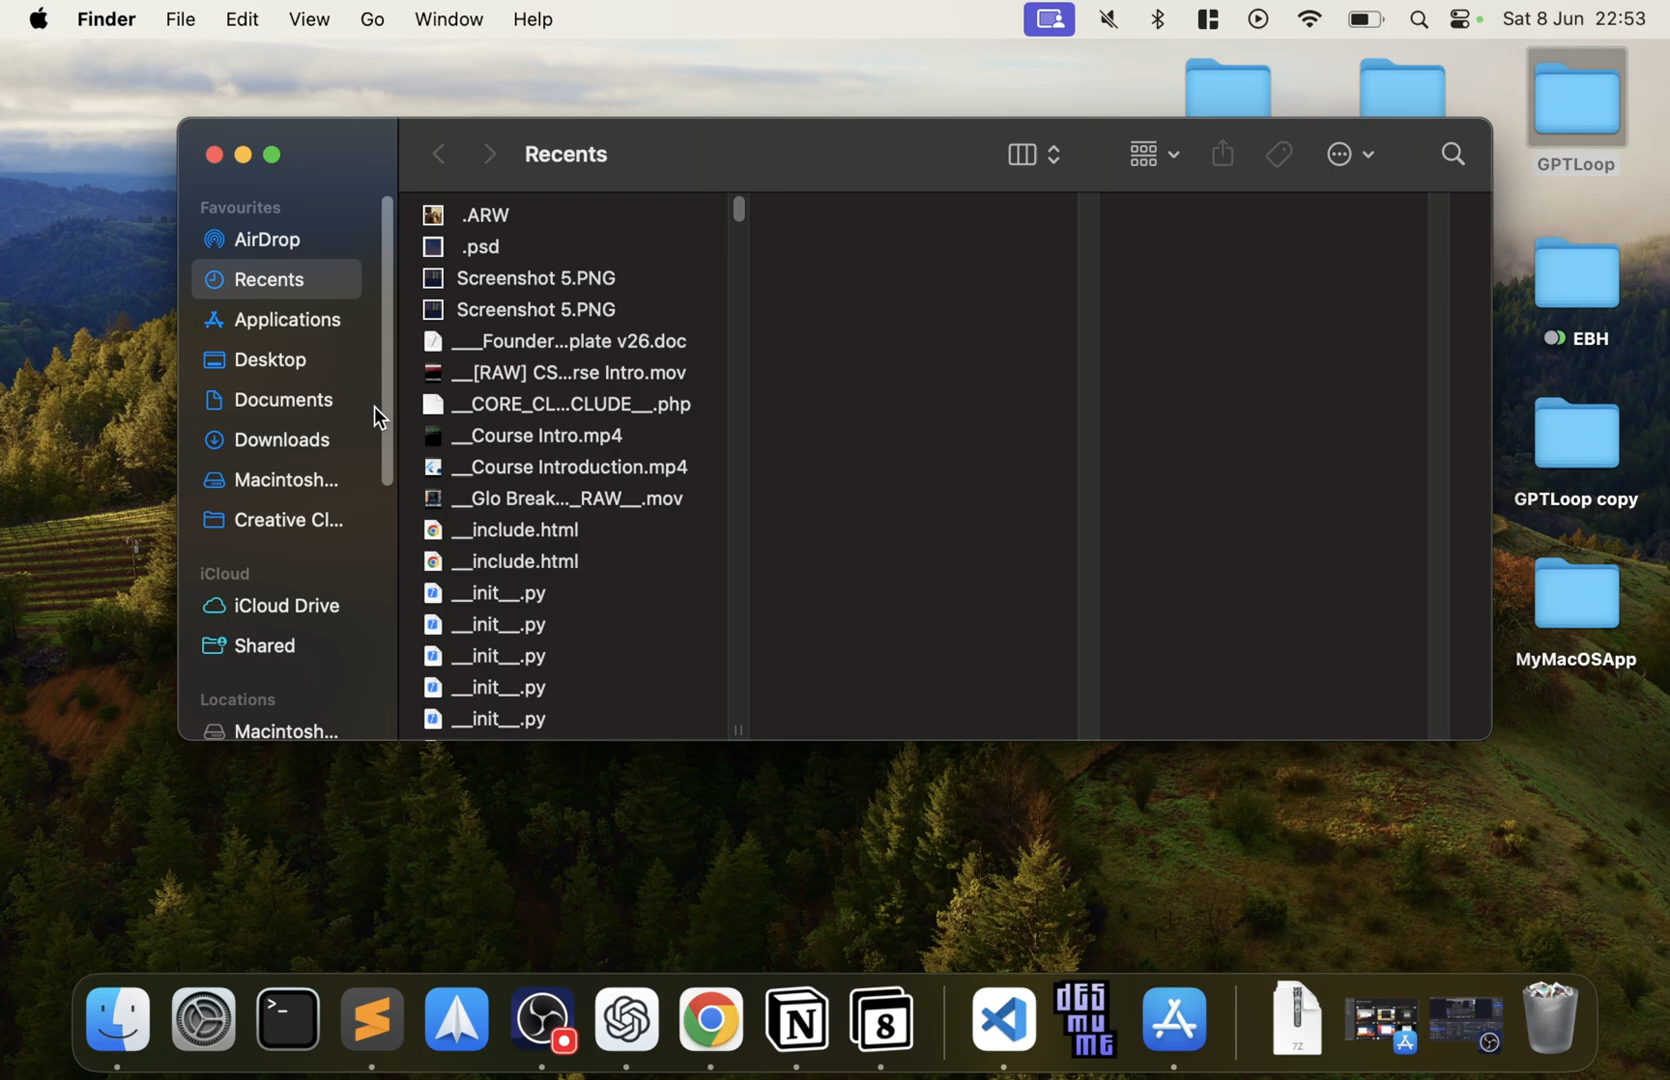 Finder File Edit View Go Window Help Sat 8 Jun 22:53
Recents
Favourites
AirDrop
Recents
Applications
Desktop
Documents
Downloads
Macintosh...
Creative Cl...
iCloud
iCloud Drive
Shared
Locations
Macintosh...
.ARW
.psd
Screenshot 5.PNG
Screenshot 5.PNG
___Founder...plate v26.doc
__[RAW] CS...rse Intro.mov
__CORE_CL...CLUDE__.php
__Course Intro.mp4
__Course Introduction.mp4
__Glo Break..._RAW__.mov
__include.html
__include.html
__init__.py
__init__.py
__init__.py
__init__.py
__init__.py
GPTLoop
EBH
GPTLoop copy
MyMacOSApp
>_
N
8
DESMUME
7Z